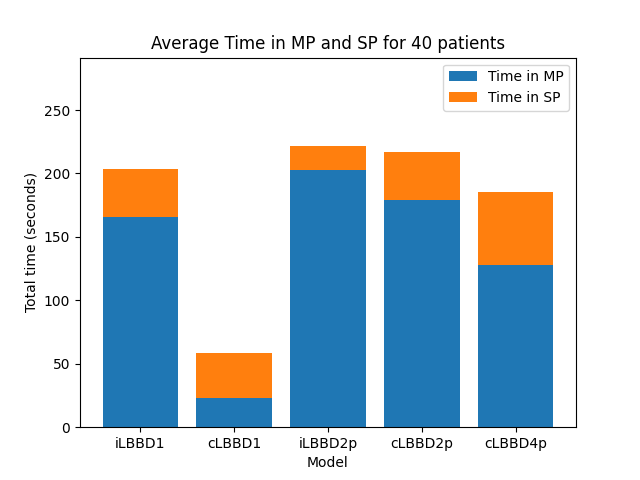 Average Time in MP and SP for 40 patients
Time in MP
Time in SP
Total time (seconds)
250
200
150
100
50
0
iLBBD1 cLBBD1 iLBBD2p cLBBD2p cLBBD4p
Model